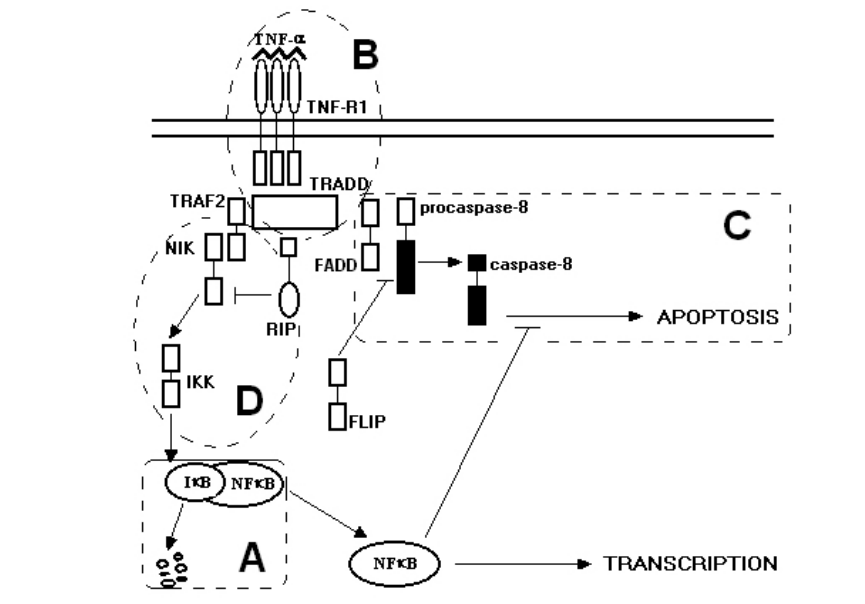 TNF-α
B
TNF-R1
TRADD
TRAF2
procaspase-8
C
NIK
FADD
caspase-8
RIP
APOPTOSIS
IKK
D
FLIP
IκB
NFκB
A
NFκB
TRANSCRIPTION